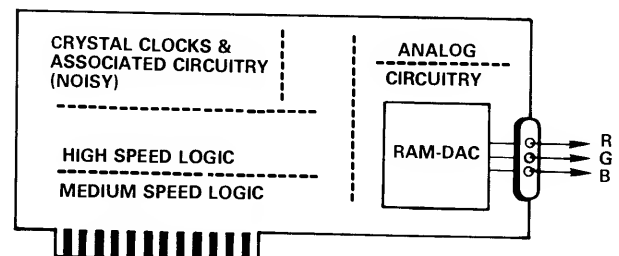 CRYSTAL CLOCKS &
ASSOCIATED CIRCUITRY
(NOISY)
HIGH SPEED LOGIC
MEDIUM SPEED LOGIC
ANALOG
CIRCUITRY
RAM-DAC
R
G
B